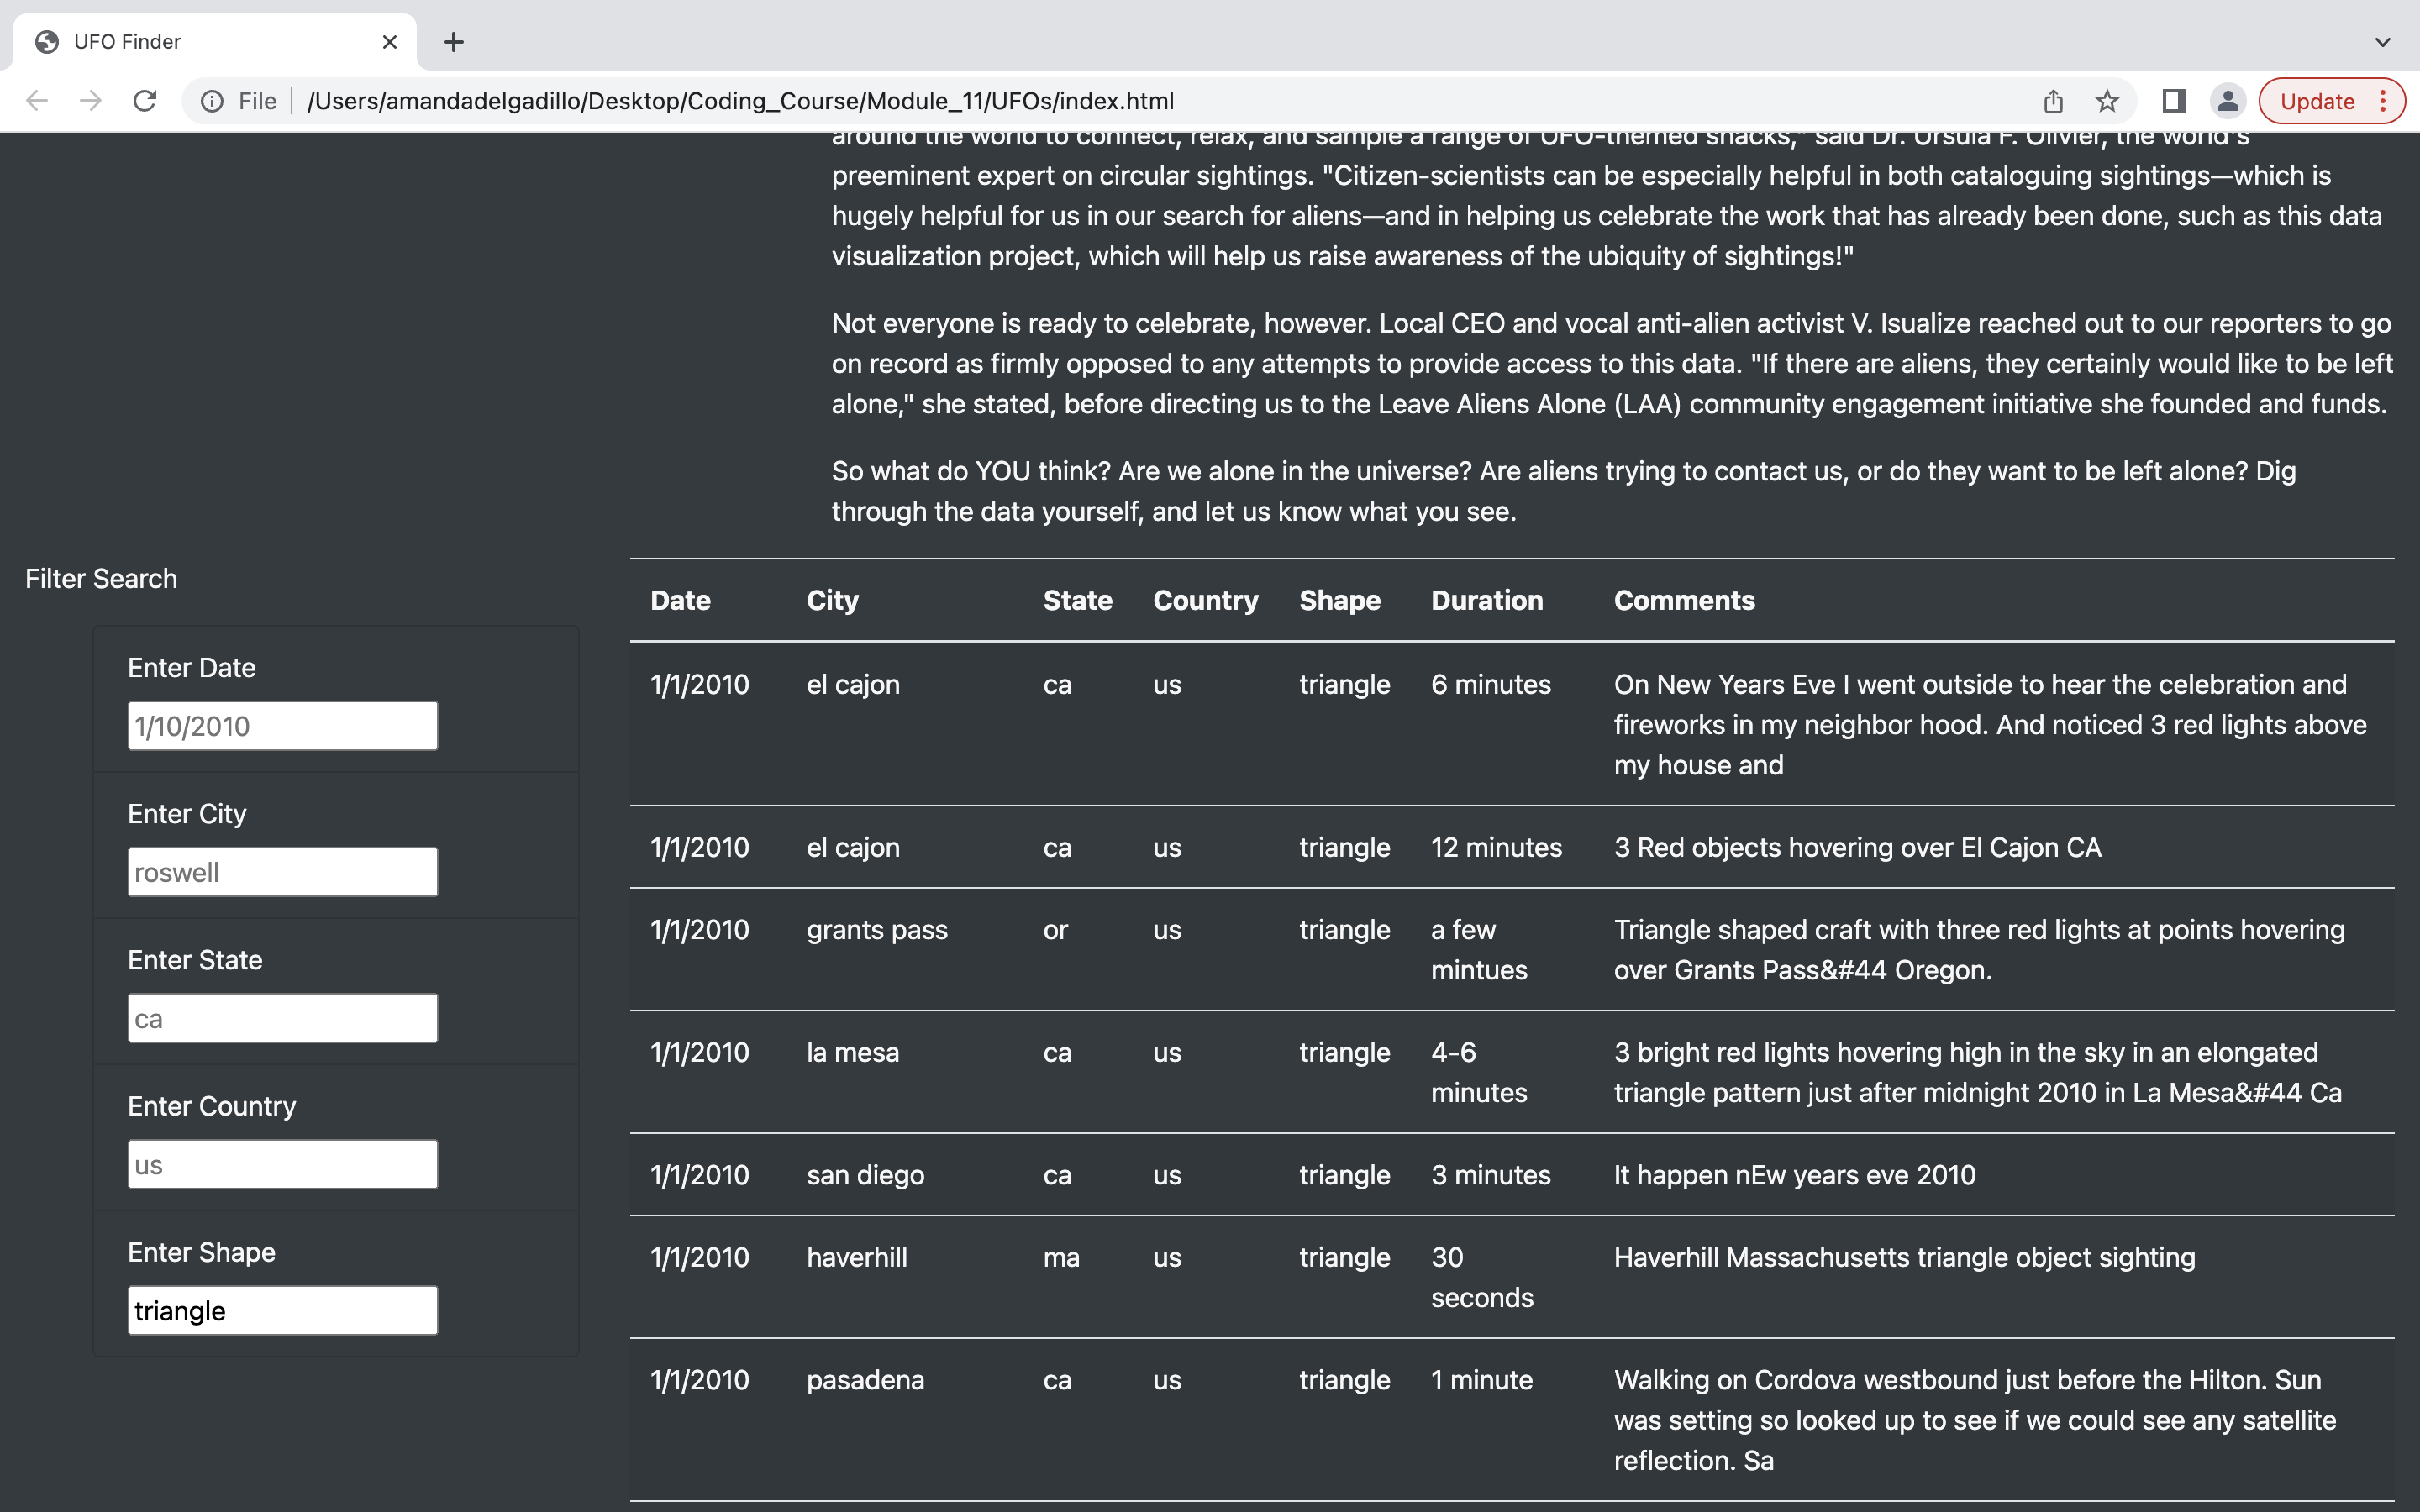 UFO Finder
File
/Users/amandadelgadillo/Desktop/Coding_Course/Module_11/UFOs/index.html
Update
around the world to connect, relax, and sample a range of UFO-themed snacks," said Dr. Ursula F. Olivier, the world's
preeminent expert on circular sightings. "Citizen-scientists can be especially helpful in both cataloguing sightings—which is
hugely helpful for us in our search for aliens—and in helping us celebrate the work that has already been done, such as this data
visualization project, which will help us raise awareness of the ubiquity of sightings!"
Not everyone is ready to celebrate, however. Local CEO and vocal anti-alien activist V. Isualize reached out to our reporters to go
on record as firmly opposed to any attempts to provide access to this data. "If there are aliens, they certainly would like to be left
alone," she stated, before directing us to the Leave Aliens Alone (LAA) community engagement initiative she founded and funds.
So what do YOU think? Are we alone in the universe? Are aliens trying to contact us, or do they want to be left alone? Dig
through the data yourself, and let us know what you see.
Filter Search
Enter Date
1/10/2010
Enter City
roswell
Enter State
ca
Enter Country
us
Enter Shape
triangle
Date City State Country Shape Duration Comments
1/1/2010 el cajon ca us triangle 6 minutes On New Years Eve I went outside to hear the celebration and
fireworks in my neighbor hood. And noticed 3 red lights above
my house and
1/1/2010 el cajon ca us triangle 12 minutes 3 Red objects hovering over El Cajon CA
1/1/2010 grants pass or us triangle a few Triangle shaped craft with three red lights at points hovering
mintues over Grants Pass&#44 Oregon.
1/1/2010 la mesa ca us triangle 4-6 3 bright red lights hovering high in the sky in an elongated
minutes triangle pattern just after midnight 2010 in La Mesa&#44 Ca
1/1/2010 san diego ca us triangle 3 minutes It happen nEw years eve 2010
1/1/2010 haverhill ma us triangle 30 Haverhill Massachusetts triangle object sighting
seconds
1/1/2010 pasadena ca us triangle 1 minute Walking on Cordova westbound just before the Hilton. Sun
was setting so looked up to see if we could see any satellite
reflection. Sa